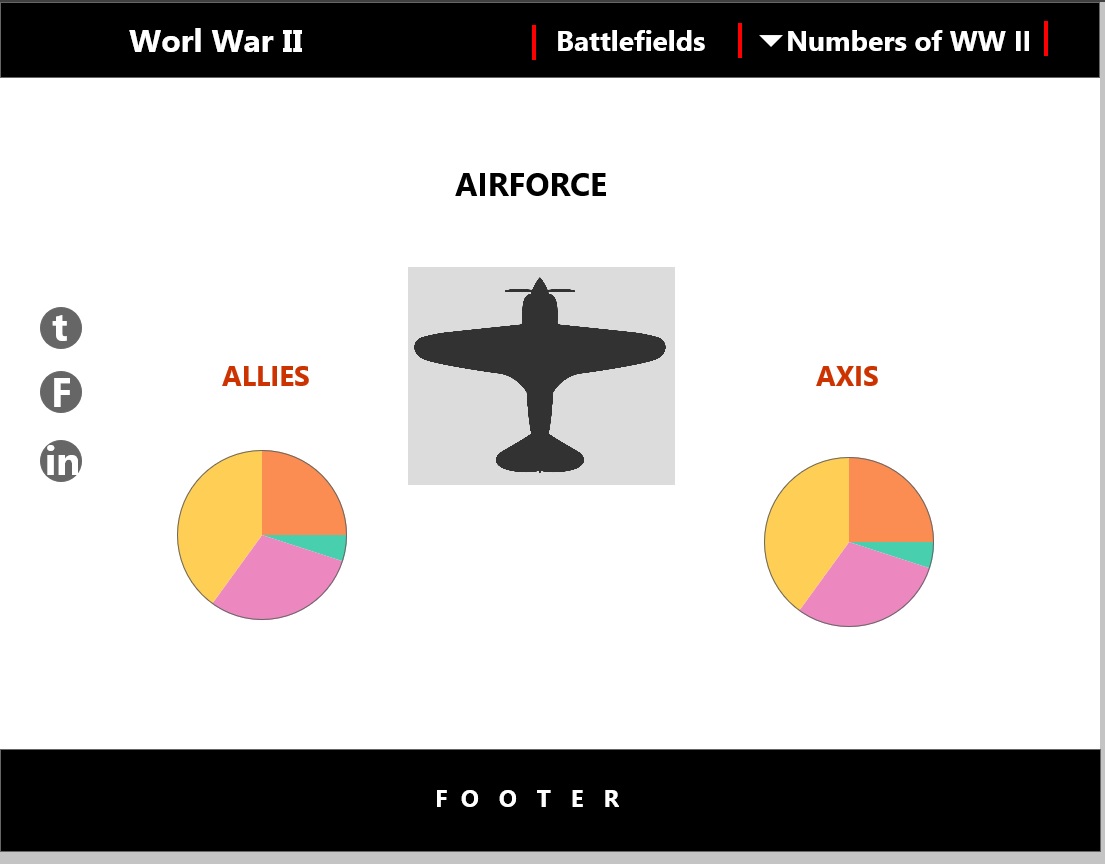 Worl War II
Battlefields
Numbers of WW II
AIRFORCE
t
F
in
ALLIES
AXIS
F O O T E R